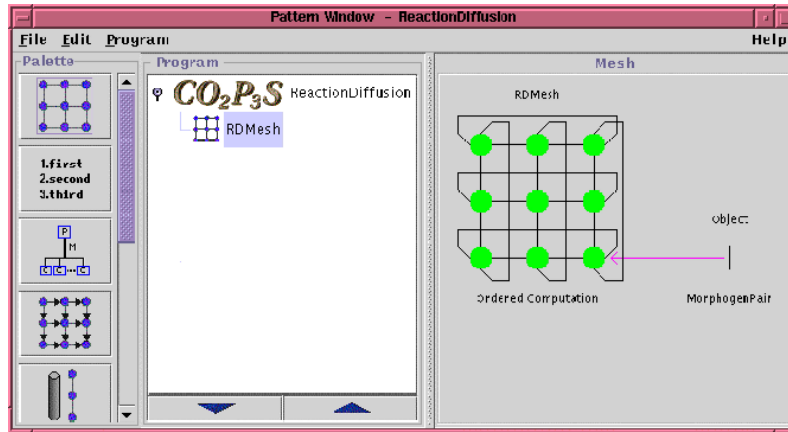 Pattern Window - ReactionDiffusion
File Edit Program Help
Palette
Program
Mesh
CO2P3S ReactionDiffusion
RDMesh
1.first
2.second
3.third
P
M
C C ... C
RDMesh
Object
Ordered Computation
MorphogenPair